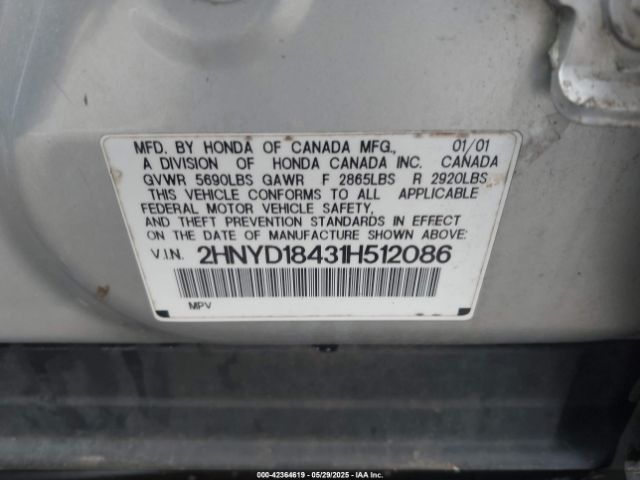 MFD. BY HONDA OF CANADA MFG., 01/01
A DIVISION OF HONDA CANADA INC. CANADA
GVWR 5690LBS GAWR F 2865LBS R 2920LBS
THIS VEHICLE CONFORMS TO ALL APPLICABLE
FEDERAL MOTOR VEHICLE SAFETY,
AND THEFT PREVENTION STANDARDS IN EFFECT
ON THE DATE OF MANUFACTURE SHOWN ABOVE.
V.I.N. 2HNYD18431H512086
MPV
000-42364619 05/29/2025 IAA Inc.